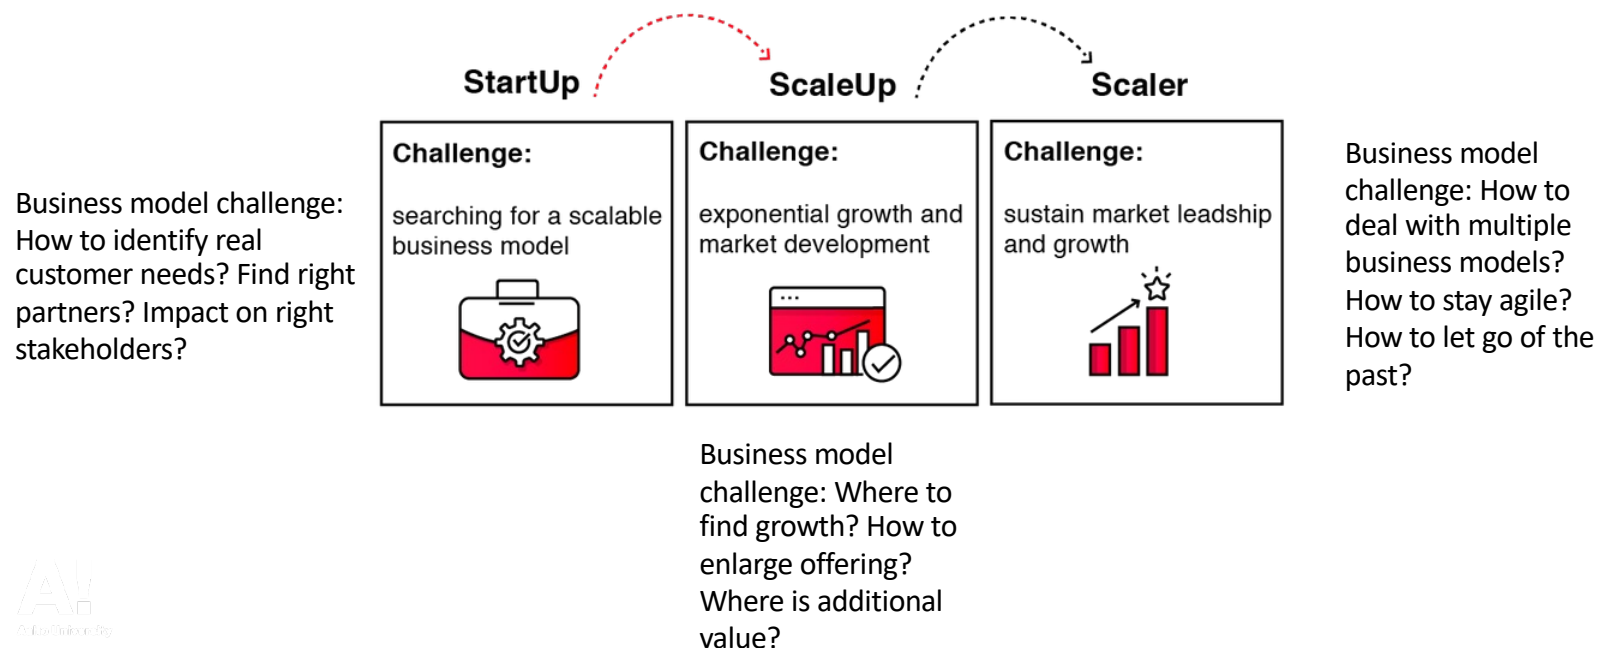 StartUp
ScaleUp
Scaler
Business model challenge:
How to identify real
customer needs? Find right
partners? Impact on right
stakeholders?
Challenge:
searching for a scalable
business model
Challenge:
exponential growth and
market development
Challenge:
sustain market leadship
and growth
Business model
challenge: How to
deal with multiple
business models?
How to stay agile?
How to let go of the
past?
Business model
challenge: Where to
find growth? How to
enlarge offering?
Where is additional
value?
A!